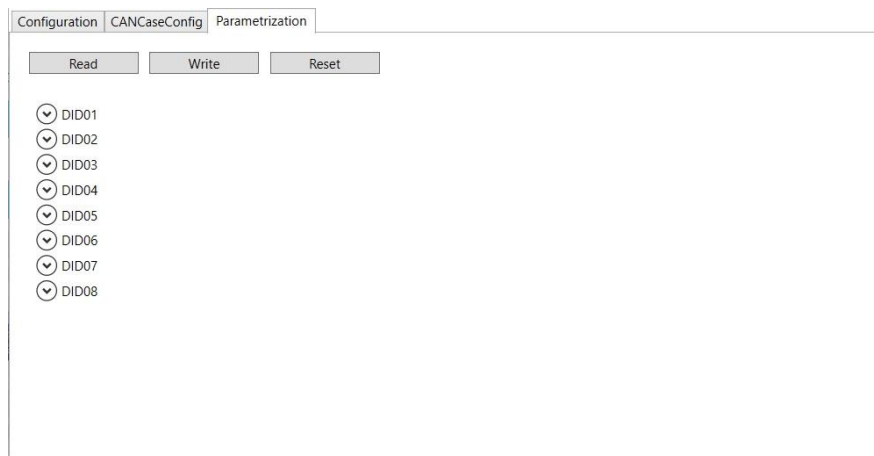 Configuration CANCaseConfig Parametrization
Read Write Reset
DID01
DID02
DID03
DID04
DID05
DID06
DID07
DID08